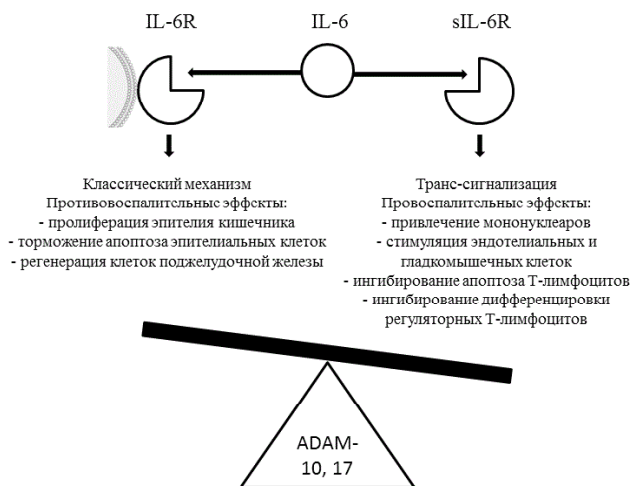 IL-6R
IL-6
sIL-6R
Классический механизм
Противовоспалительные эффекты:
- пролиферация эпителия кишечника
- торможение апоптоза эпителиальных клеток
- регенерация клеток поджелудочной железы
Транс-сигнализация
Провоспалительные эффекты:
- привлечение мононуклеаров
- стимуляция эндотелиальных и
гладкомышечных клеток
- ингибирование апоптоза Т-лимфоцитов
- ингибирование дифференцировки
регуляторных Т-лимфоцитов
ADAM-
10, 17